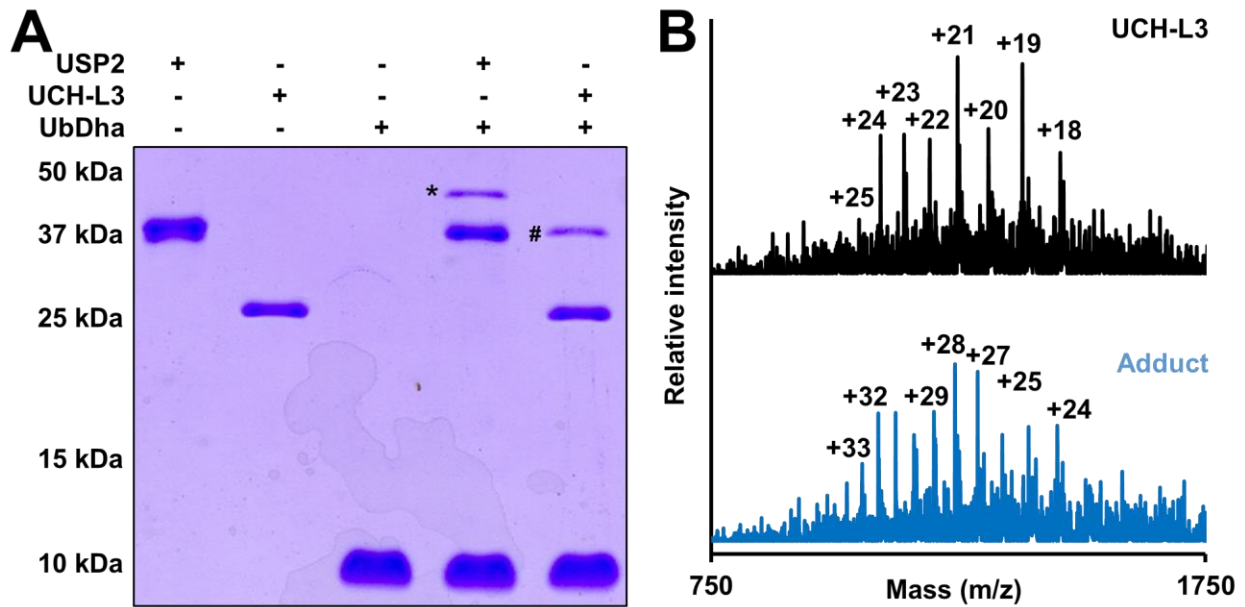 A
USP2 + - - + -
UCH-L3 - + - - +
UbDha - - + + +
50 kDa
*
37 kDa
#
25 kDa
15 kDa
10 kDa
B
UCH-L3
+21
+19
+23
+24
+22
+20
+18
+25
Relative intensity
Adduct
+28
+27
+25
+32
+29
+24
+33
750
Mass (m/z)
1750